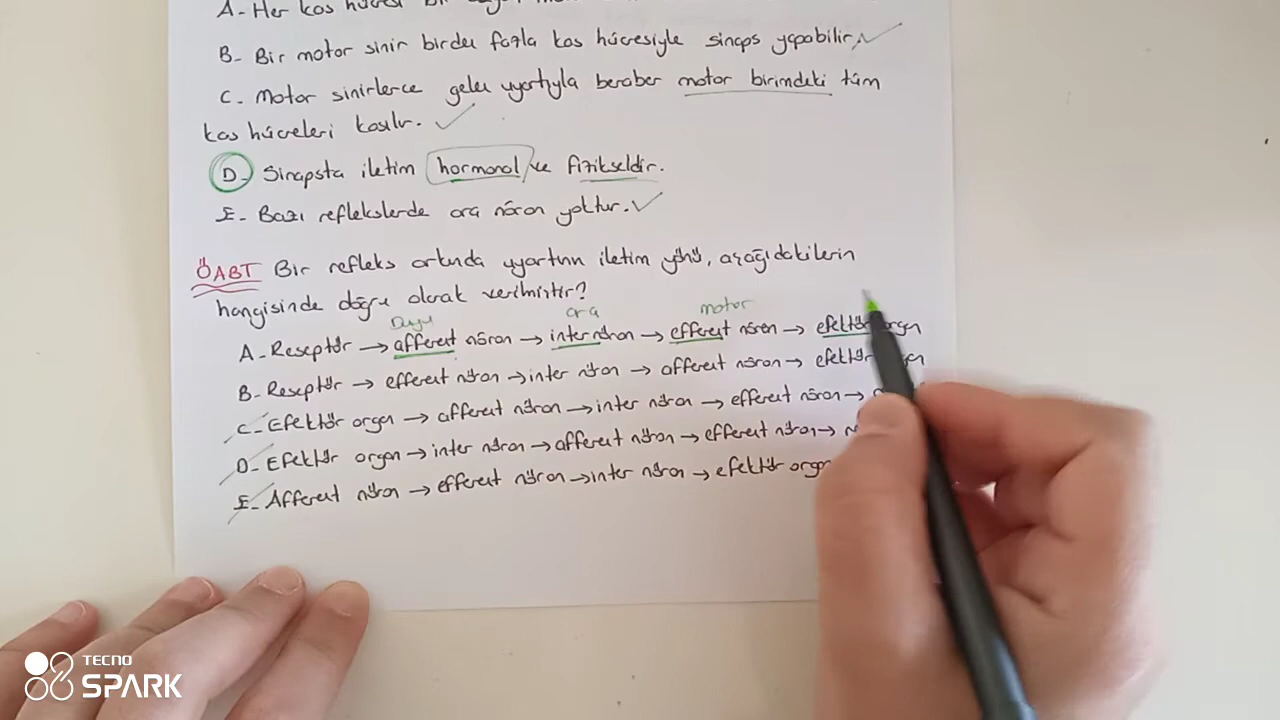 A- Her kas hücresi bir
B- Bir motor sinir birden fazla kas hücresiyle sinaps yapabilir.
C- Motor sinirlerce gelen uyartıyla beraber motor birimdeki tüm
kas hücreleri kasılır.
D- Sinapsta iletim hormonal ve fizikseldir.
E- Bazı reflekslerde ara nöron yoktur.
ÖABT Bir refleks arkında uyartının iletim yönü, aşağıdakilerin
hangisinde doğru olarak verilmiştir?
Duyu ara motor
A- Reseptör → afferent nöron → inter nöron → efferent nöron → efektör organ
B- Reseptör → efferent nöron → inter nöron → afferent nöron → efektör
C- Efektör organ → afferent nöron → inter nöron → efferent nöron →
D- Efektör organ → inter nöron → afferent nöron → efferent nöron →
E- Afferent nöron → efferent nöron → inter nöron → efektör organ
TECNO
SPARK